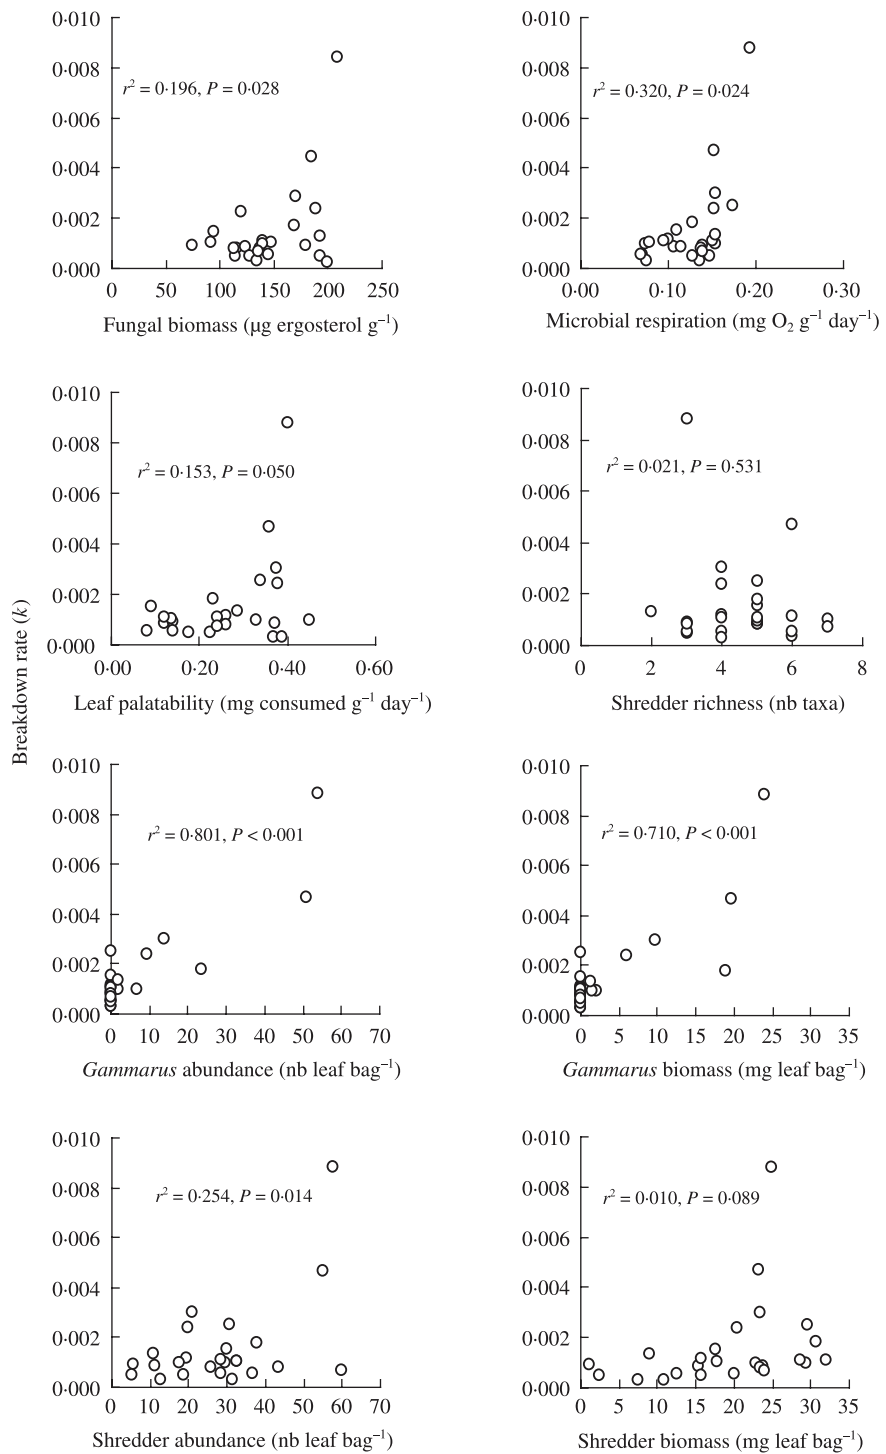 0·010
0·008
0·006
0·004
0·002
0·000
r² = 0·196, P = 0·028
0 50 100 150 200 250
Fungal biomass (µg ergosterol g⁻¹)
0·010
0·008
0·006
0·004
0·002
0·000
r² = 0·320, P = 0·024
0·00 0·10 0·20 0·30
Microbial respiration (mg O₂ g⁻¹ day⁻¹)
0·010
0·008
0·006
0·004
0·002
0·000
r² = 0·153, P = 0·050
0·00 0·20 0·40 0·60
Leaf palatability (mg consumed g⁻¹ day⁻¹)
0·010
0·008
0·006
0·004
0·002
0·000
r² = 0·021, P = 0·531
0 2 4 6 8
Shredder richness (nb taxa)
Breakdown rate (k)
0·010
0·008
0·006
0·004
0·002
0·000
r² = 0·801, P < 0·001
0 10 20 30 40 50 60 70
Gammarus abundance (nb leaf bag⁻¹)
0·010
0·008
0·006
0·004
0·002
0·000
r² = 0·710, P < 0·001
0 5 10 15 20 25 30 35
Gammarus biomass (mg leaf bag⁻¹)
0·010
0·008
0·006
0·004
0·002
0·000
r² = 0·254, P = 0·014
0 10 20 30 40 50 60 70
Shredder abundance (nb leaf bag⁻¹)
0·010
0·008
0·006
0·004
0·002
0·000
r² = 0·010, P = 0·089
0 5 10 15 20 25 30 35
Shredder biomass (mg leaf bag⁻¹)